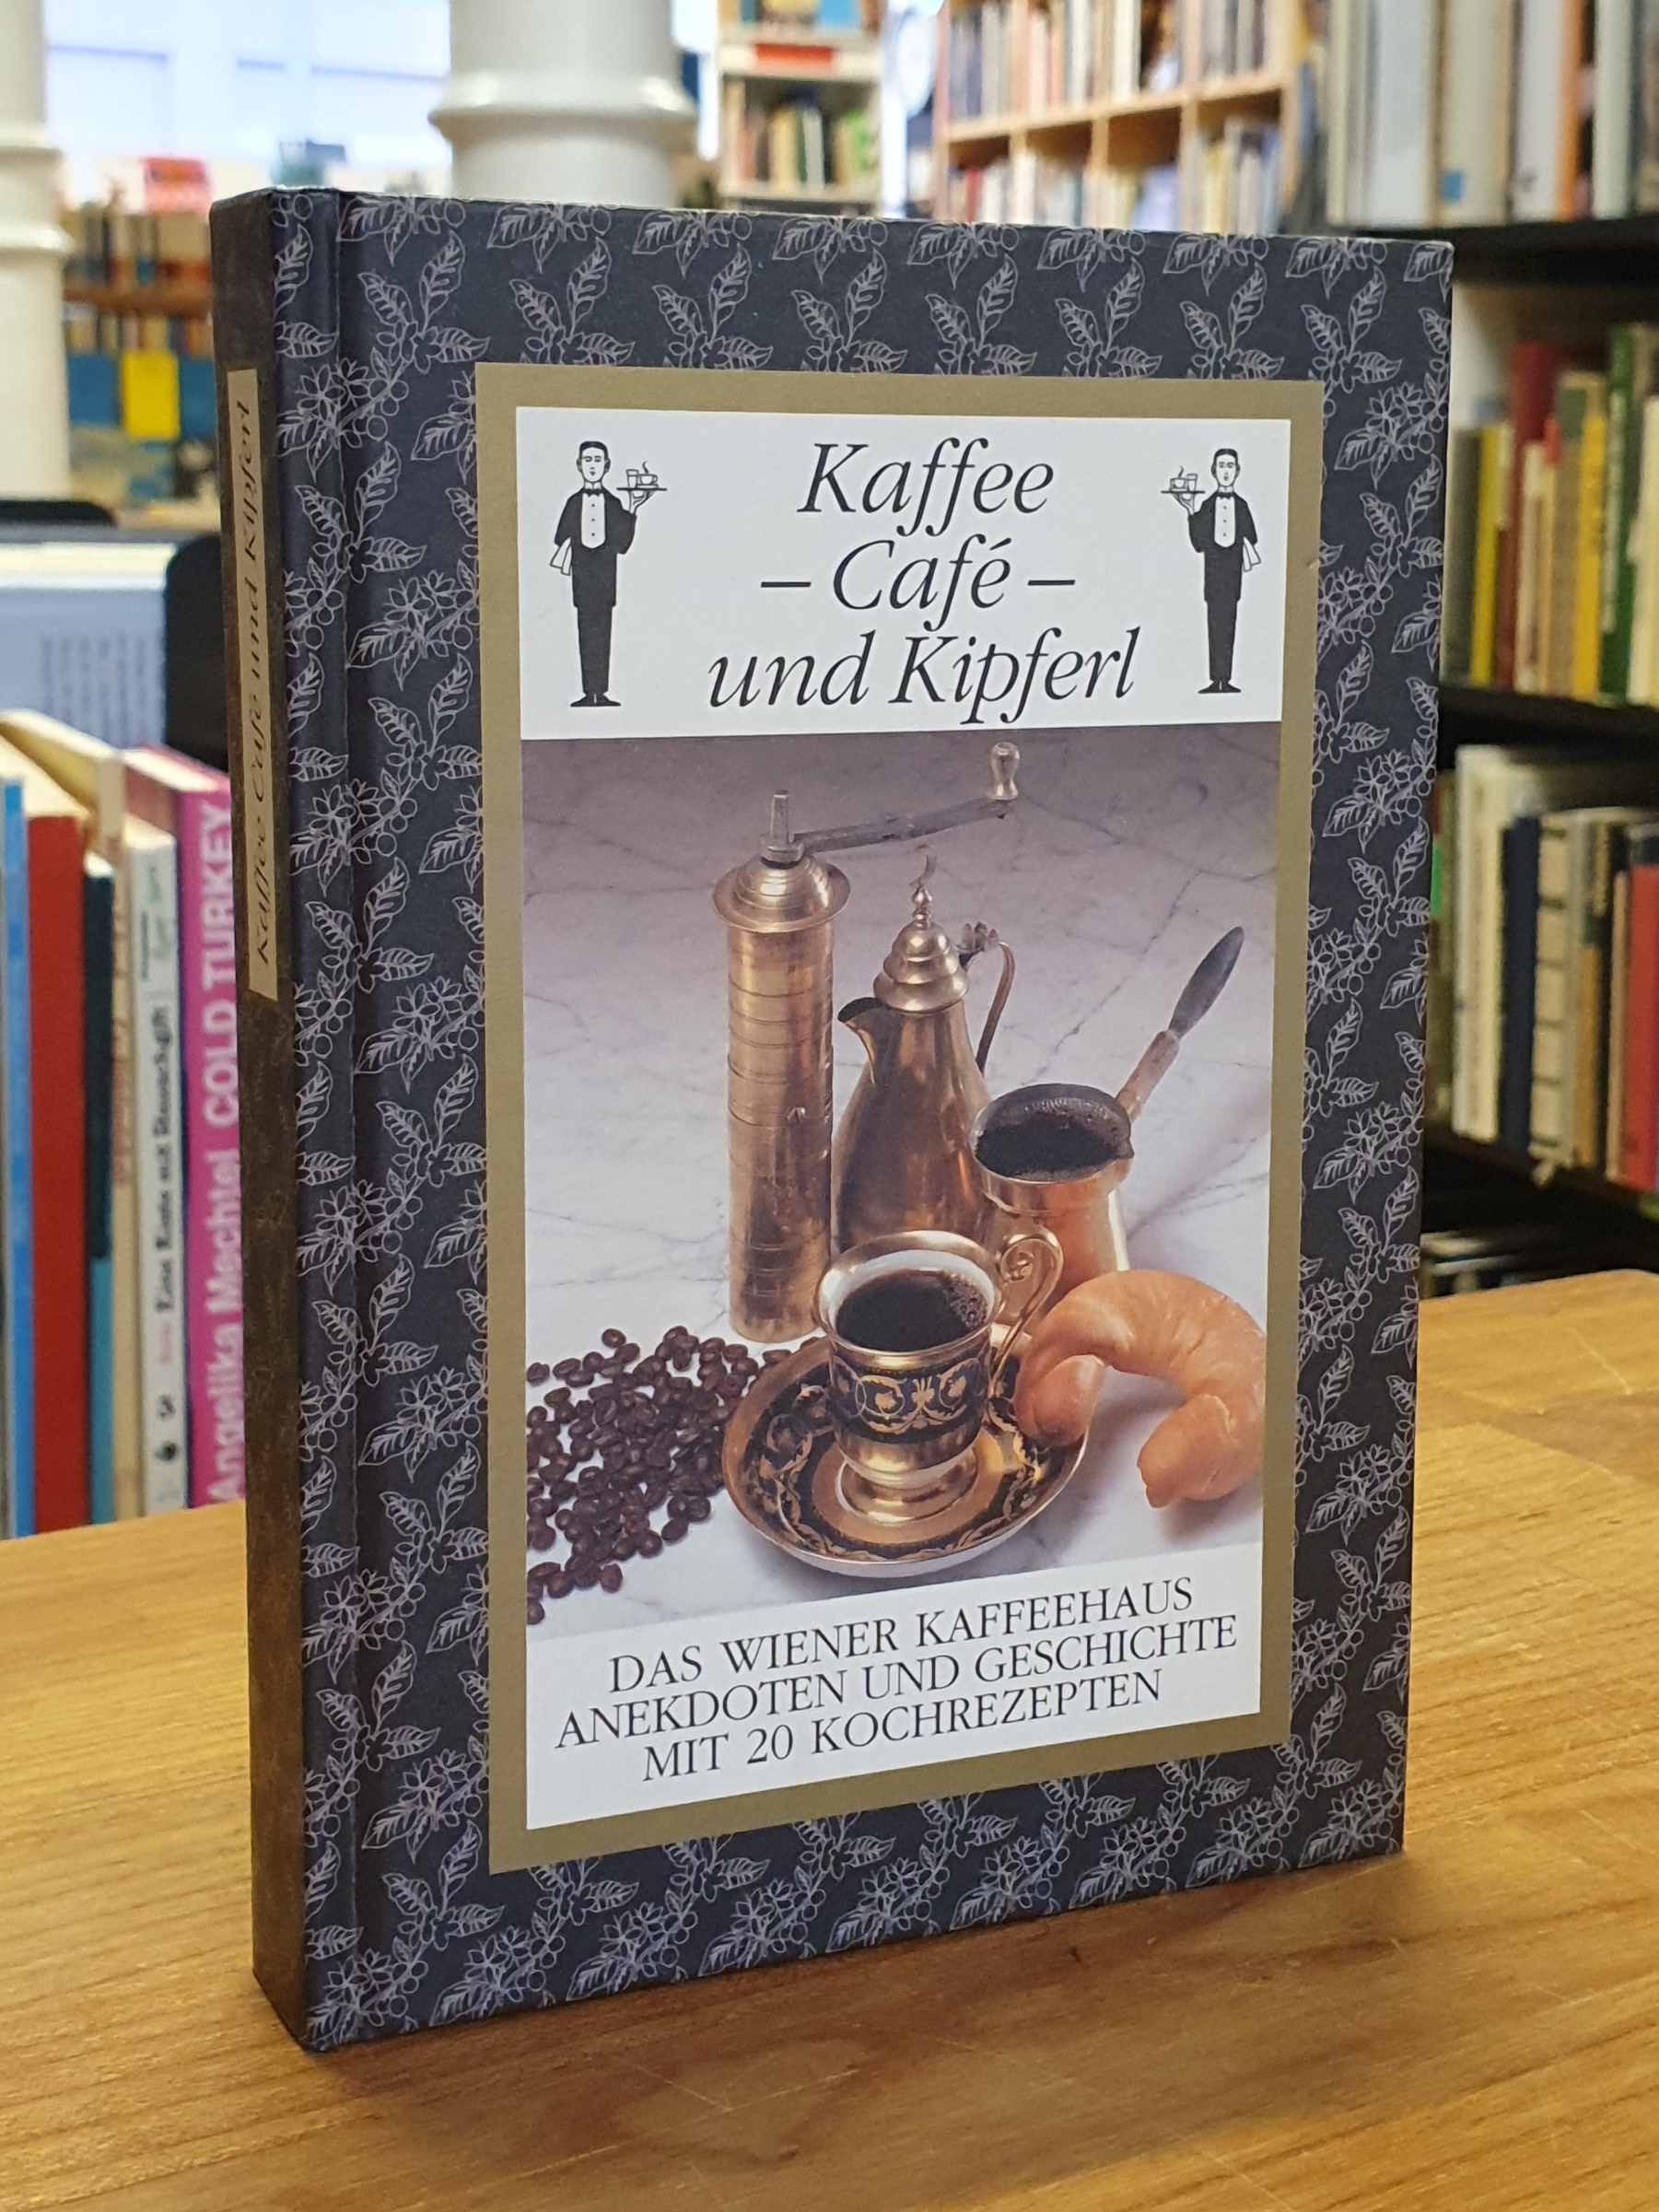 Kaffee
– Café –
und Kipferl
DAS WIENER KAFFEEHAUS
ANEKDOTEN UND GESCHICHTE
MIT 20 KOCHREZEPTEN
Kaffee Café und Kipferl
Angelika Mechtel COLD TURKEY